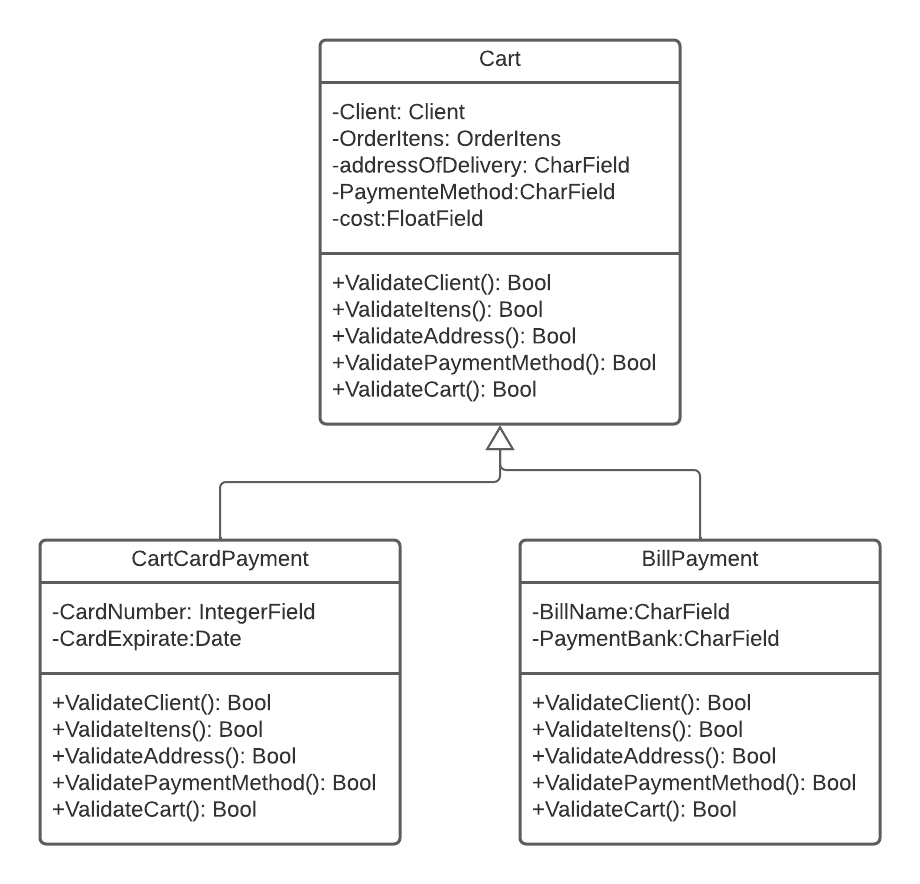 Cart
-Client: Client
-OrderItens: OrderItens
-addressOfDelivery: CharField
-PaymenteMethod:CharField
-cost:FloatField
+ValidateClient(): Bool
+ValidateItens(): Bool
+ValidateAddress(): Bool
+ValidatePaymentMethod(): Bool
+ValidateCart(): Bool
CartCardPayment
-CardNumber: IntegerField
-CardExpirate:Date
+ValidateClient(): Bool
+ValidateItens(): Bool
+ValidateAddress(): Bool
+ValidatePaymentMethod(): Bool
+ValidateCart(): Bool
BillPayment
-BillName:CharField
-PaymentBank:CharField
+ValidateClient(): Bool
+ValidateItens(): Bool
+ValidateAddress(): Bool
+ValidatePaymentMethod(): Bool
+ValidateCart(): Bool